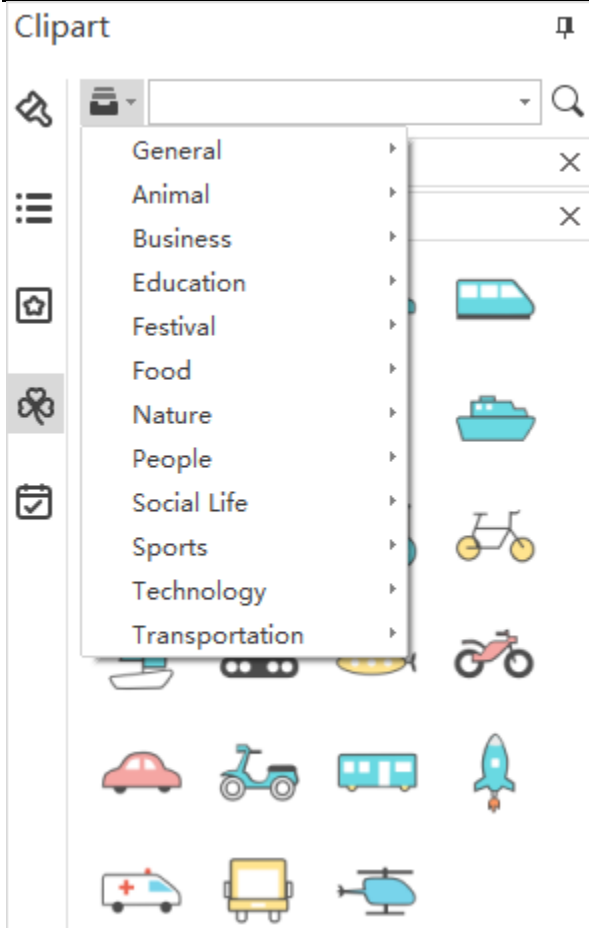 Clipart
General
Animal
Business
Education
Festival
Food
Nature
People
Social Life
Sports
Technology
Transportation